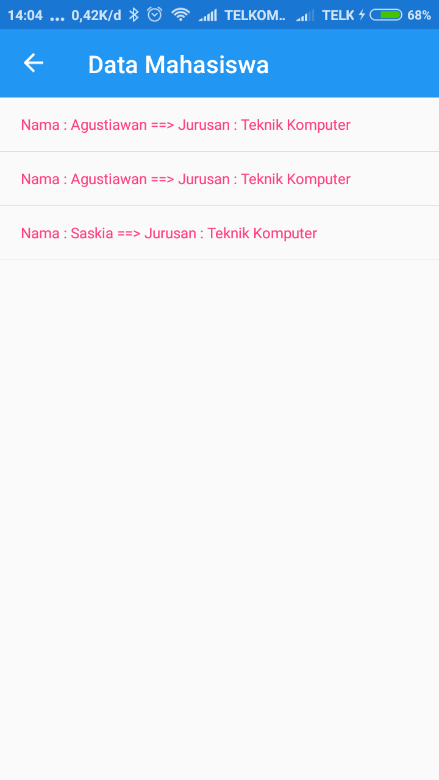 14:04 ... 0,42K/d TELKOM.. TELK 68%
Data Mahasiswa
Nama : Agustiawan ==> Jurusan : Teknik Komputer
Nama : Agustiawan ==> Jurusan : Teknik Komputer
Nama : Saskia ==> Jurusan : Teknik Komputer